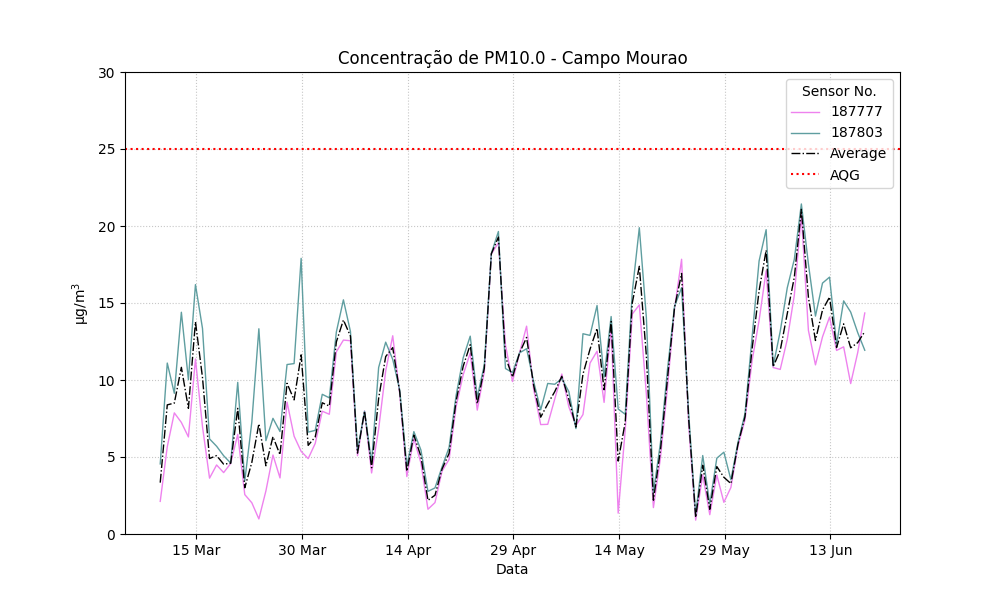 Concentração de PM10.0 - Campo Mourao
30
25
20
15
10
5
0
µg/m³
Sensor No.
187777
187803
Average
AQG
15 Mar
30 Mar
14 Apr
29 Apr
14 May
29 May
13 Jun
Data